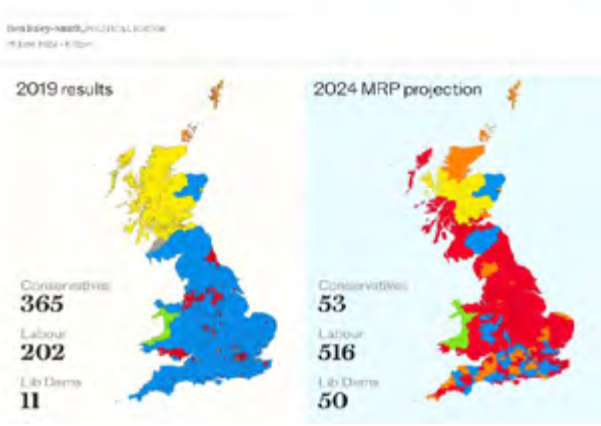 2019 results
2024 MRP projection
Conservatives
365
Labour
202
Lib Dems
11
Conservatives
53
Labour
516
Lib Dems
50